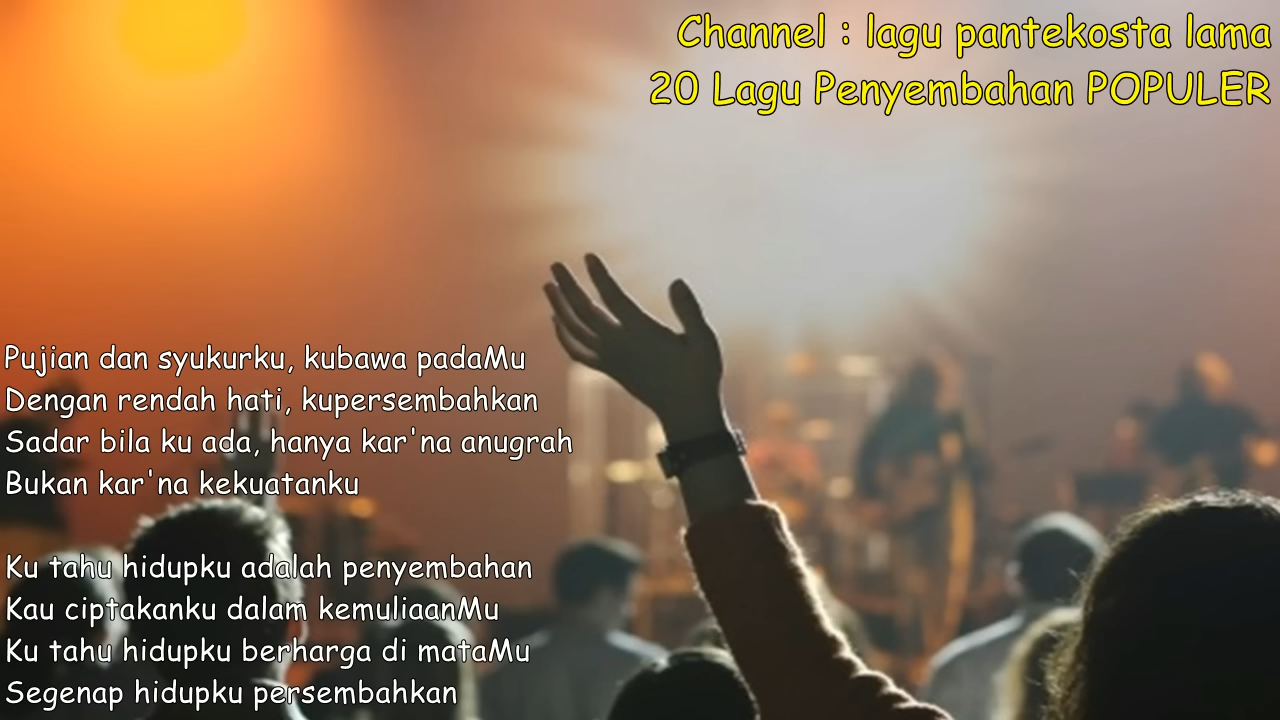 Channel : lagu pantekosta lama
20 Lagu Penyembahan POPULER
Pujian dan syukurku, kubawa padaMu
Dengan rendah hati, kupersembahkan
Sadar bila ku ada, hanya kar'na anugrah
Bukan kar'na kekuatanku
Ku tahu hidupku adalah penyembahan
Kau ciptakanku dalam kemuliaanMu
Ku tahu hidupku berharga di mataMu
Segenap hidupku persembahkan